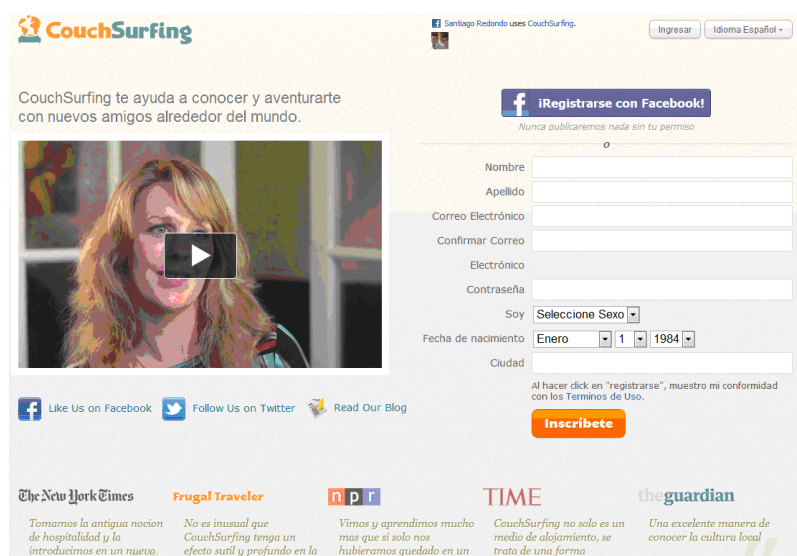 CouchSurfing
Santiago Redondo uses CouchSurfing.
Ingresar
Idioma Español
CouchSurfing te ayuda a conocer y aventurarte
con nuevos amigos alrededor del mundo.
¡Registrarse con Facebook!
Nunca publicaremos nada sin tu permiso
o
Nombre
Apellido
Correo Electrónico
Confirmar Correo
Electrónico
Contraseña
Soy Seleccione Sexo
Fecha de nacimiento Enero 1 1984
Ciudad
Al hacer click en "registrarse", muestro mi conformidad
con los Terminos de Uso.
Inscríbete
Like Us on Facebook
Follow Us on Twitter
Read Our Blog
The New York Times
Tomamos la antigua nocion
de hospitalidad y la
introducimos en un nuevo
Frugal Traveler
No es inusual que
CouchSurfing tenga un
efecto sutil y profundo en la
npr
Vimos y aprendimos mucho
mas que si solo nos
hubieramos quedado en un
TIME
CouchSurfing no solo es un
medio de alojamiento, se
trata de una forma
theguardian
Una excelente manera de
conocer la cultura local